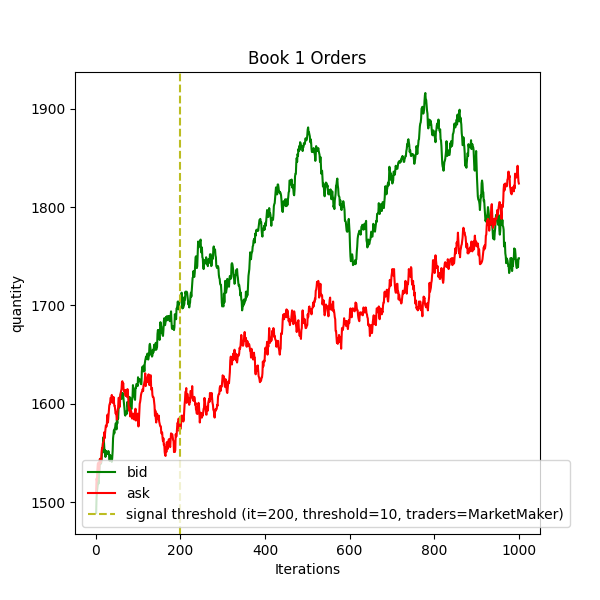 Book 1 Orders
1900
1800
1700
1600
1500
quantity
bid
ask
signal threshold (it=200, threshold=10, traders=MarketMaker)
0 200 400 600 800 1000
Iterations